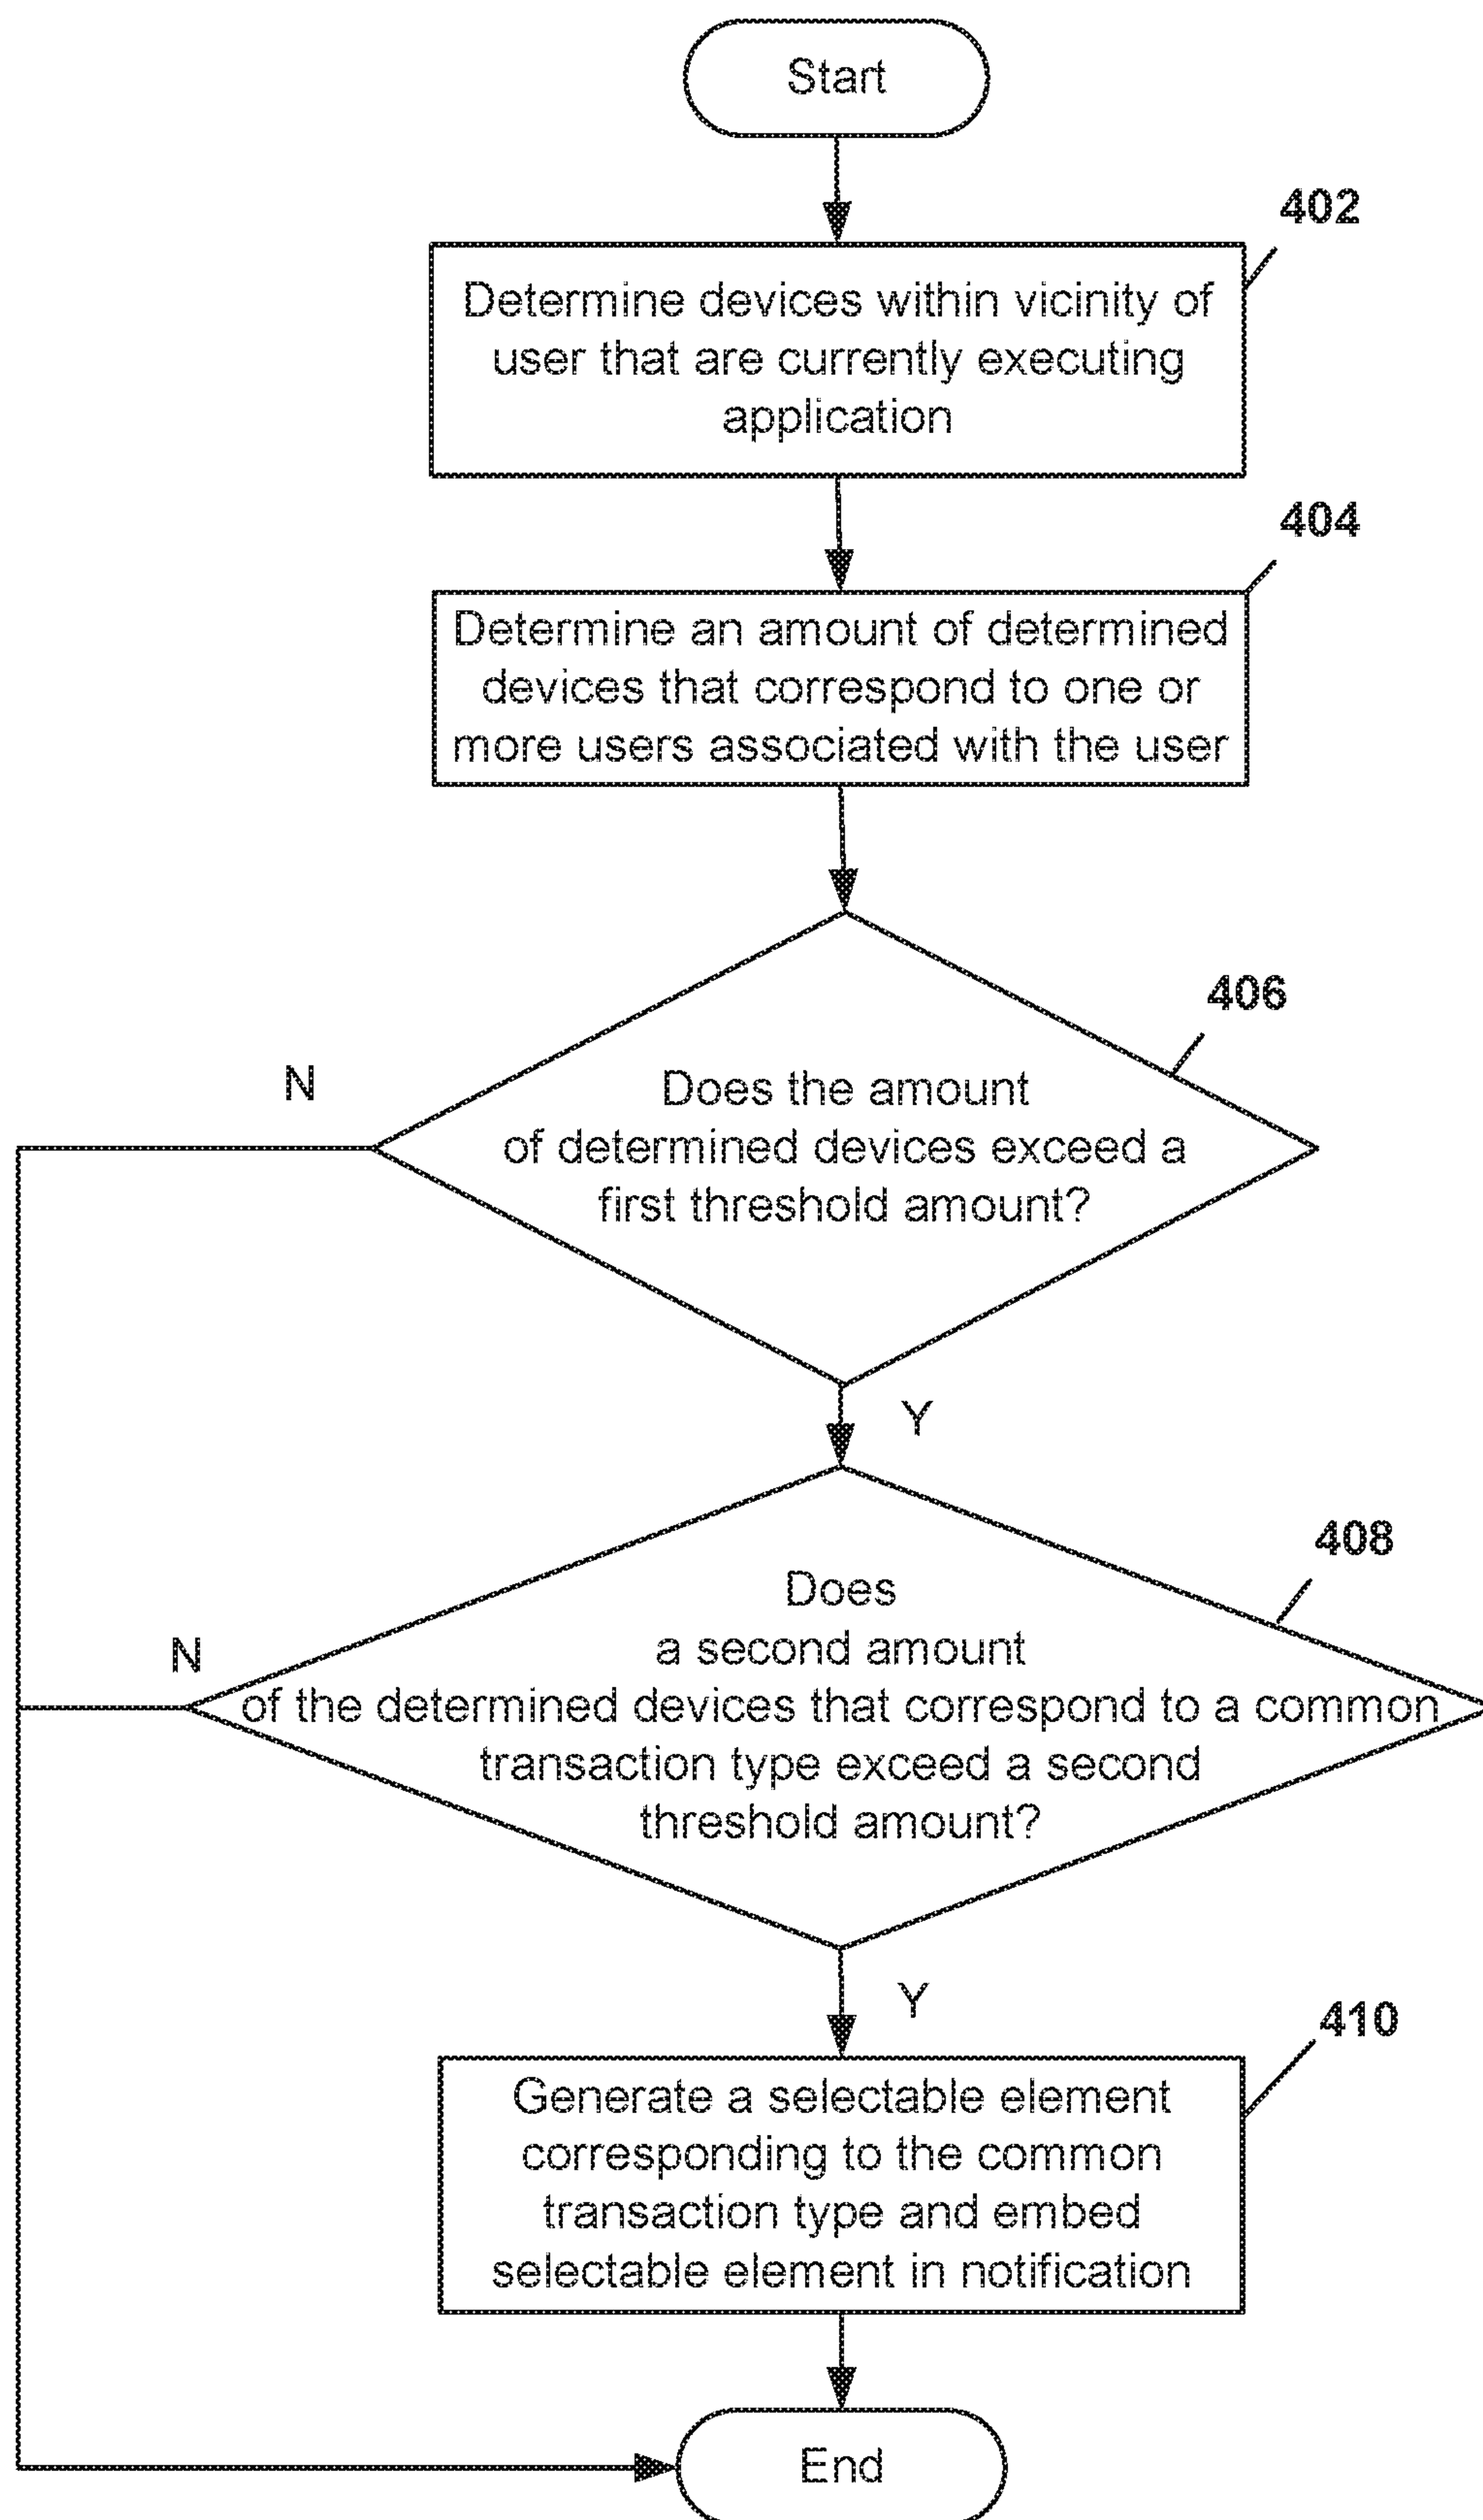 Start
402
Determine devices within vicinity of
user that are currently executing
application
404
Determine an amount of determined
devices that correspond to one or
more users associated with the user
406
N
Does the amount
of determined devices exceed a
first threshold amount?
Y
408
Does
a second amount
N
of the determined devices that correspond to a common
transaction type exceed a second
threshold amount?
Y
410
Generate a selectable element
corresponding to the common
transaction type and embed
selectable element in notification
End